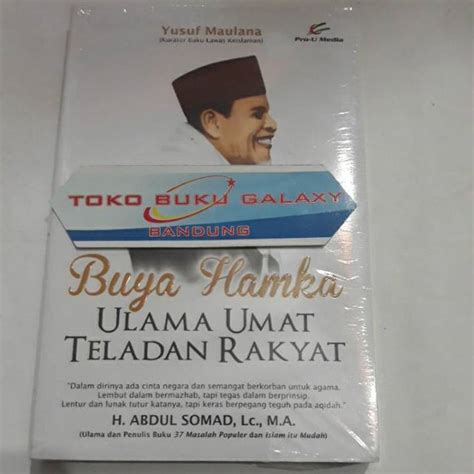 Yusuf Maulana
(Kurator Buku Lawas Keislaman)
Pro-U Media
TOKO BUKU GALAXY
BANDUNG
Buya Hamka
ULAMA UMAT
TELADAN RAKYAT
"Dalam dirinya ada cinta negara dan semangat berkorban untuk agama.
Lembut dalam bermazhab, tapi tegas dalam berprinsip.
Lentur dan lunak tutur katanya, tapi keras berpegang teguh pada aqidah."
H. ABDUL SOMAD, Lc., M.A.
(Ulama dan Penulis Buku 37 Masalah Populer dan Islam itu Mudah)